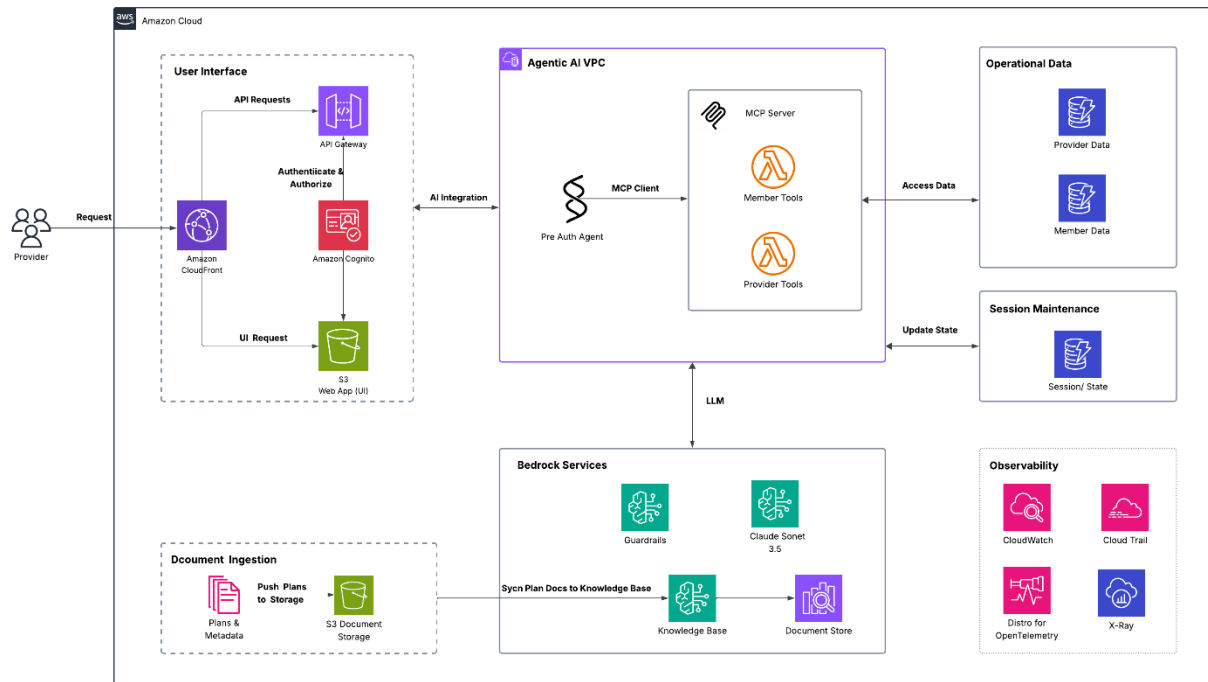 aws
Amazon Cloud
User Interface
API Requests
API Gateway
Authentiicate &
Authorize
Request
Provider
Amazon
CloudFront
Amazon Cognito
UI Request
S3
Web App (UI)
AI Integration
Agentic AI VPC
MCP Server
Member Tools
MCP Client
Pre Auth Agent
Provider Tools
Access Data
Operational Data
Provider Data
Member Data
Update State
Session Maintenance
Session/ State
LLM
Bedrock Services
Guardrails
Claude Sonet
3.5
Dcoument Ingestion
Plans &
Metadata
Push Plans
to Storage
S3 Document
Storage
Sycn Plan Docs to Knowledge Base
Knowledge Base
Document Store
Observability
CloudWatch
Cloud Trail
Distro for
OpenTelemetry
X-Ray